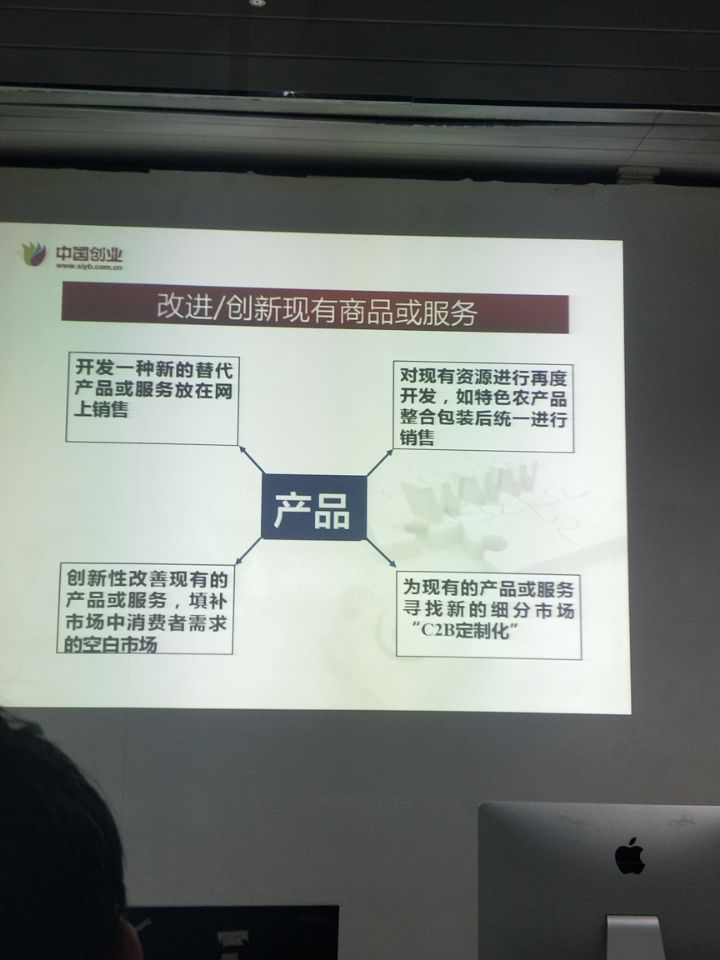 中国创业
www.siyb.com.cn
改进/创新现有商品或服务
开发一种新的替代
产品或服务放在网
上销售
对现有资源进行再度
开发，如特色农产品
整合包装后统一进行
销售
产品
创新性改善现有的
产品或服务，填补
市场中消费者需求
的空白市场
为现有的产品或服务
寻找新的细分市场
“C2B定制化”